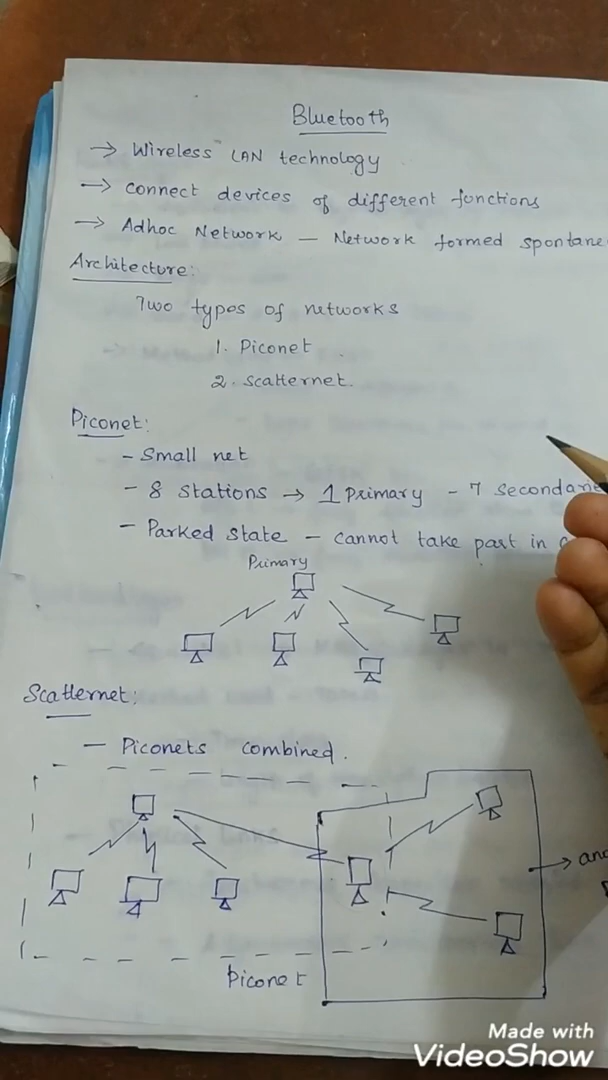 Bluetooth
→ Wireless LAN technology
→ connect devices of different functions
→ Adhoc Network — Network formed spontane
Architecture:
Two types of networks
1. Piconet
2. Scatternet.
Piconet:
- Small net
- 8 Stations → 1 Primary - 7 secondarie
- Parked State - cannot take part in
Primary
Scatternet:
- Piconets combined.
→ ano
Piconet
Made with
VideoShow